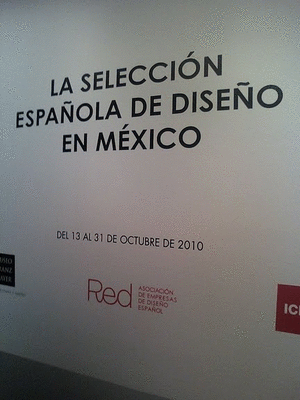 LA SELECCIÓN
ESPAÑOLA DE DISEÑO
EN MÉXICO
DEL 13 AL 31 DE OCTUBRE DE 2010
Red
ASOCIACIÓN
DE EMPRESAS
DE DISEÑO
ESPAÑOL